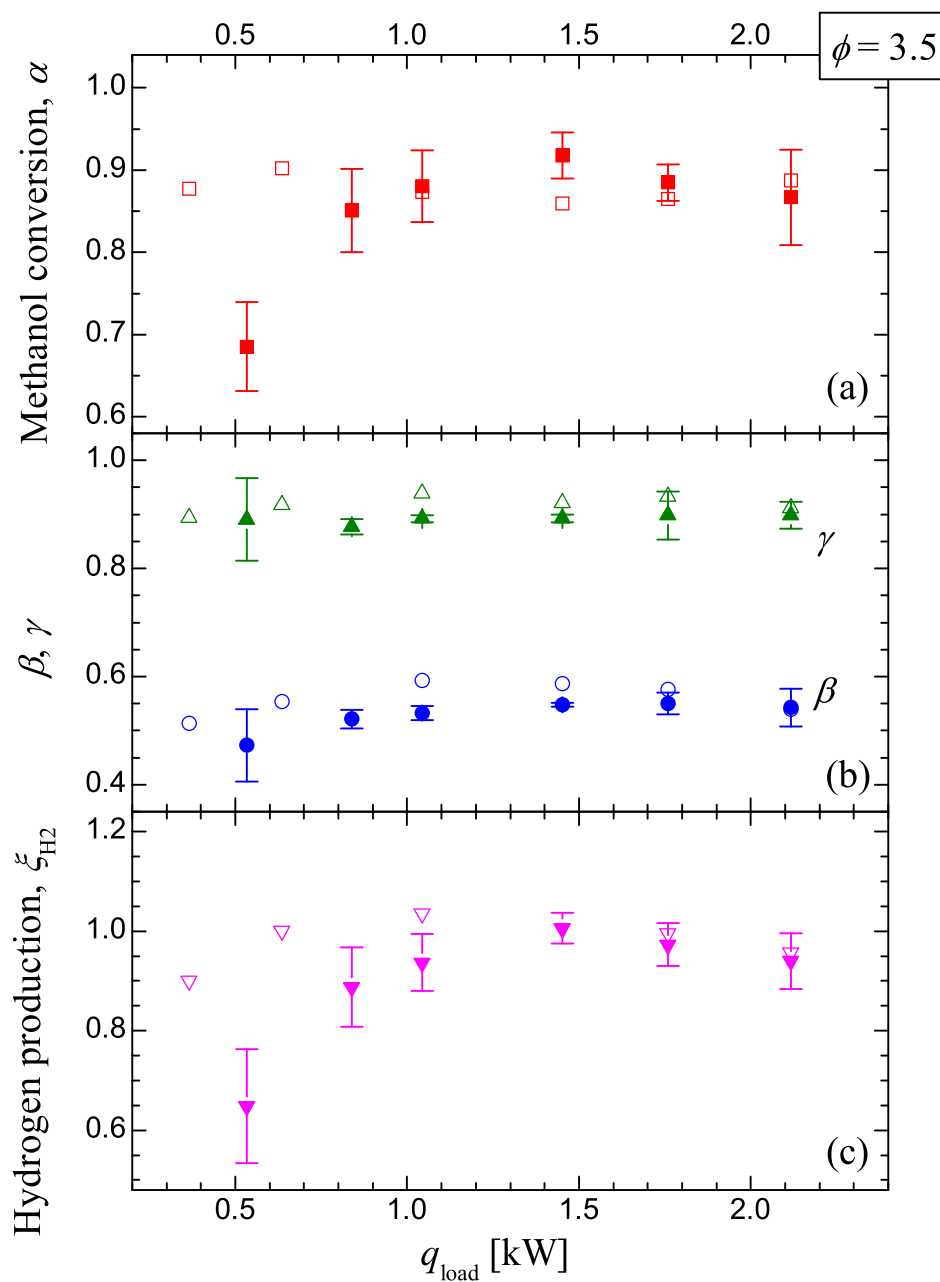 0.5 1.0 1.5 2.0
ϕ = 3.5
Methanol conversion, α
1.0
0.9
0.8
0.7
0.6
(a)
β, γ
1.0
0.8
0.6
0.4
γ
β
(b)
Hydrogen production, ξH2
1.2
1.0
0.8
0.6
(c)
0.5 1.0 1.5 2.0
qload [kW]